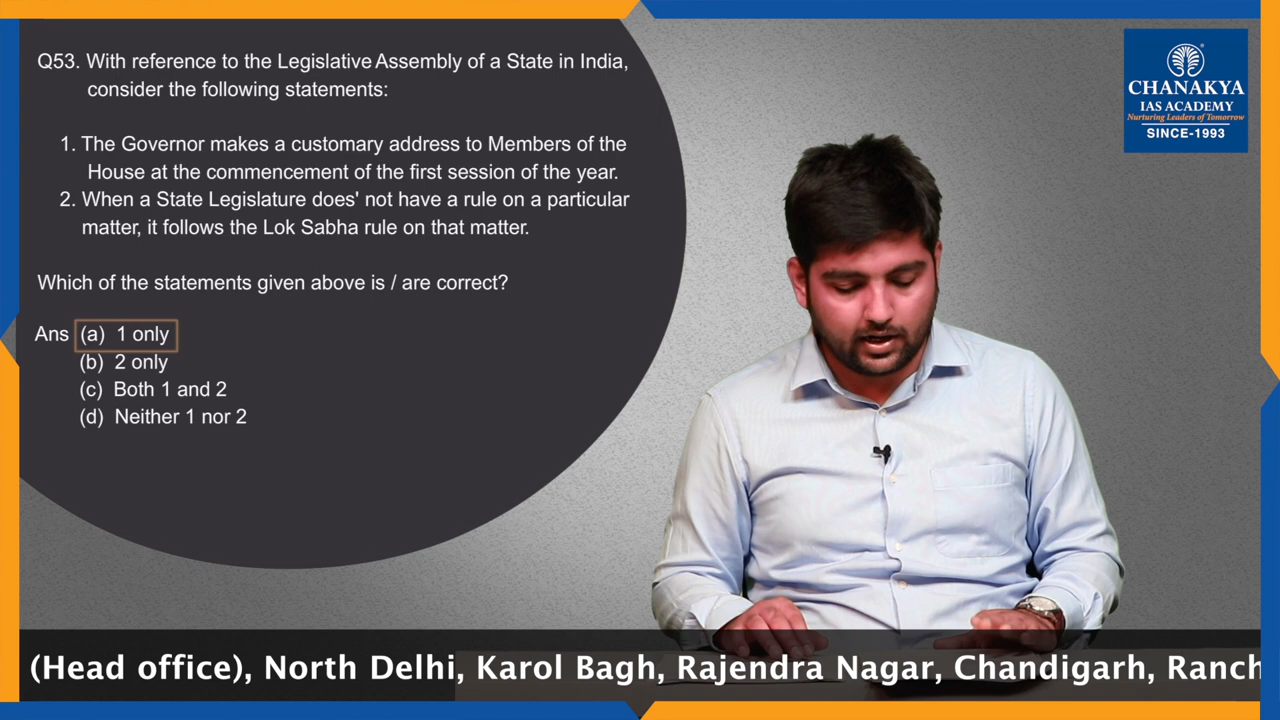 Q53. With reference to the Legislative Assembly of a State in India,
consider the following statements:
1. The Governor makes a customary address to Members of the
House at the commencement of the first session of the year.
2. When a State Legislature does' not have a rule on a particular
matter, it follows the Lok Sabha rule on that matter.
Which of the statements given above is / are correct?
Ans (a) 1 only
(b) 2 only
(c) Both 1 and 2
(d) Neither 1 nor 2
CHANAKYA
IAS ACADEMY
Nurturing Leaders of Tomorrow
SINCE-1993
(Head office), North Delhi, Karol Bagh, Rajendra Nagar, Chandigarh, Ranch